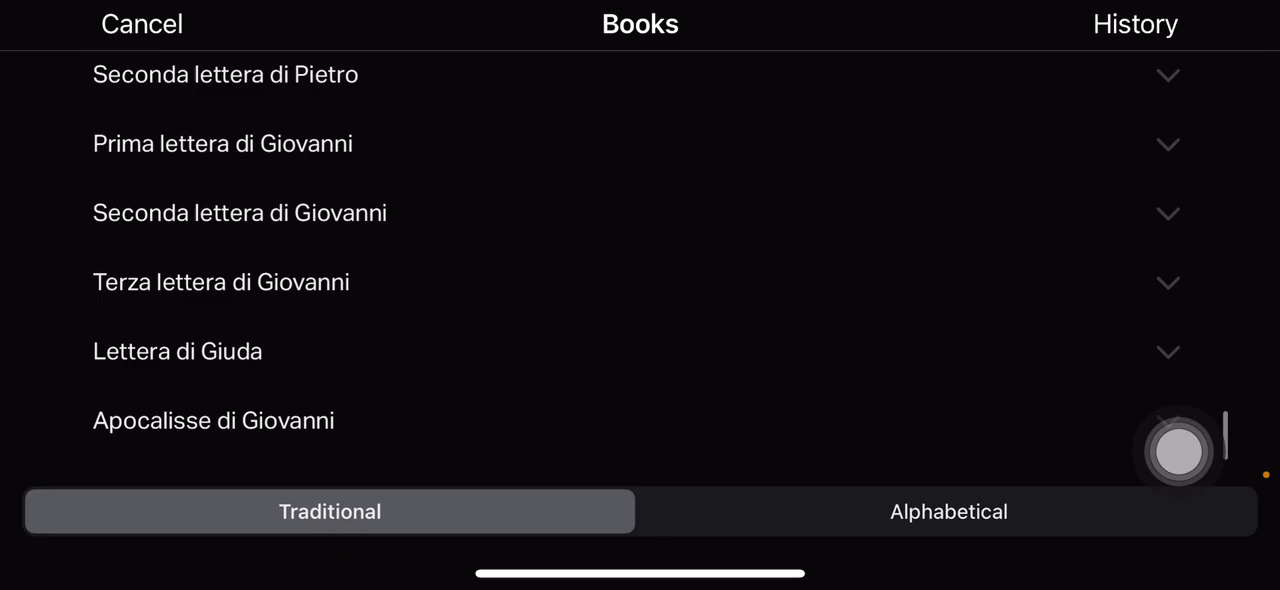 Cancel
Books
History
Seconda lettera di Pietro
Prima lettera di Giovanni
Seconda lettera di Giovanni
Terza lettera di Giovanni
Lettera di Giuda
Apocalisse di Giovanni
Traditional
Alphabetical